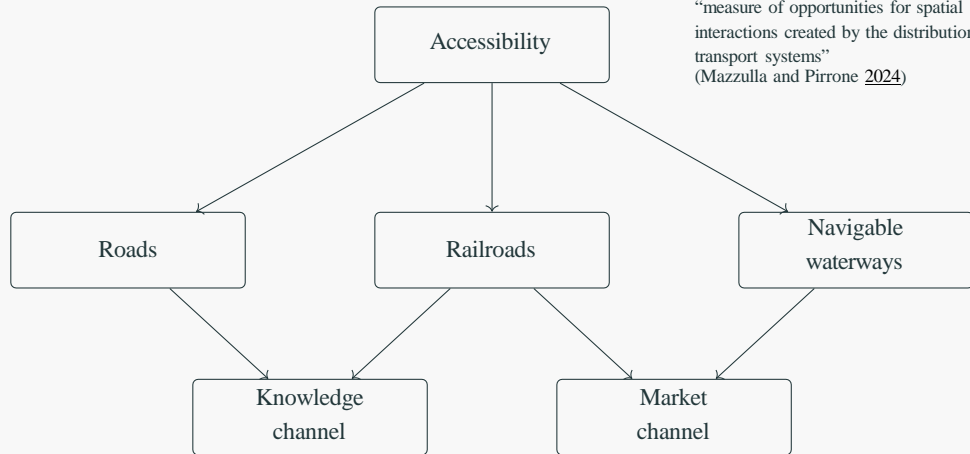 “measure of opportunities for spatial
interactions created by the distribution
transport systems”
(Mazzulla and Pirrone 2024)
Accessibility
Roads
Railroads
Navigable
waterways
Knowledge
channel
Market
channel